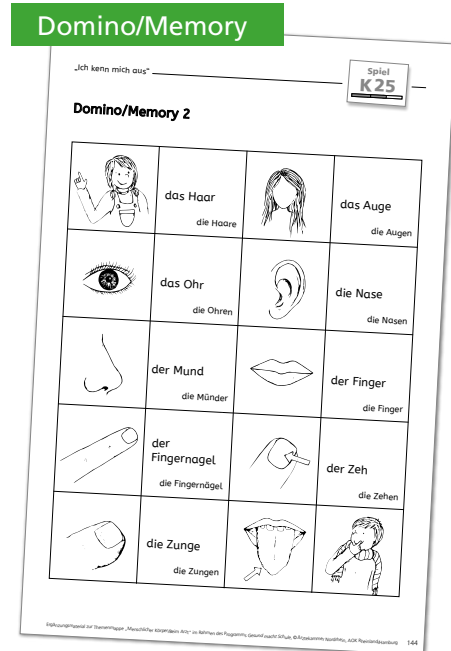 Domino/Memory
„Ich kenn mich aus“
Spiel
K25
Domino/Memory 2
das Haar
die Haare
das Auge
die Augen
das Ohr
die Ohren
die Nase
die Nasen
der Mund
die Münder
der Finger
die Finger
der
Fingernagel
die Fingernägel
der Zeh
die Zehen
die Zunge
die Zungen
144